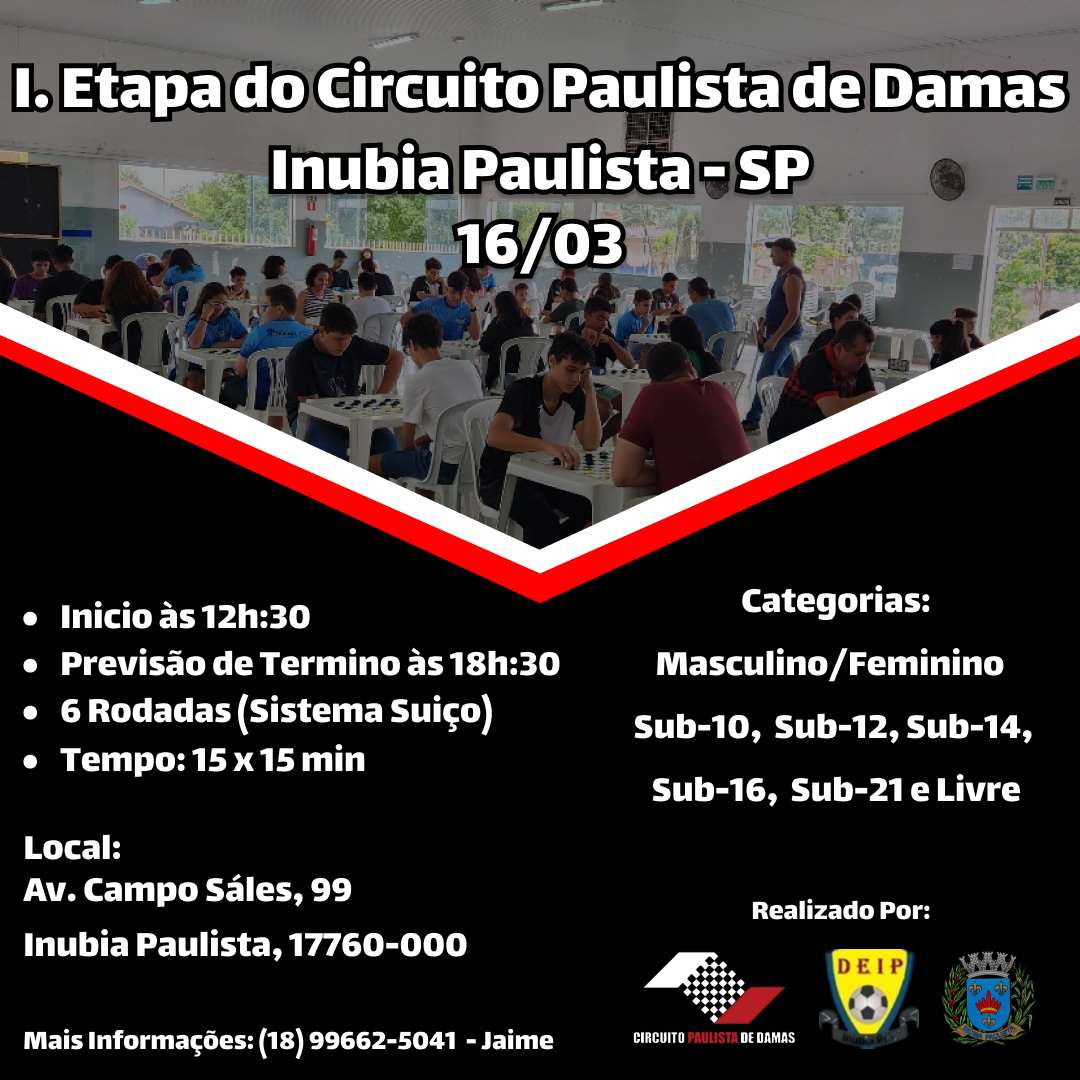 I. Etapa do Circuito Paulista de Damas
Inubia Paulista - SP
16/03
• Inicio às 12h:30
• Previsão de Termino às 18h:30
• 6 Rodadas (Sistema Suiço)
• Tempo: 15 x 15 min
Categorias:
Masculino/Feminino
Sub-10, Sub-12, Sub-14,
Sub-16, Sub-21 e Livre
Local:
Av. Campo Sáles, 99
Inubia Paulista, 17760-000
Mais Informações: (18) 99662-5041 - Jaime
Realizado Por:
CIRCUITO PAULISTA DE DAMAS
DEIP